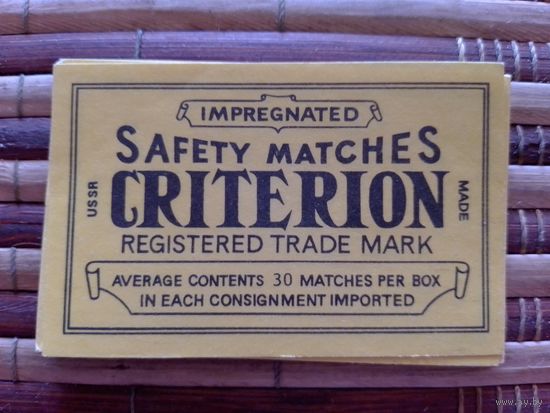 IMPREGNATED
SAFETY MATCHES
USSR
CRITERION
MADE
REGISTERED TRADE MARK
AVERAGE CONTENTS 30 MATCHES PER BOX
IN EACH CONSIGNMENT IMPORTED